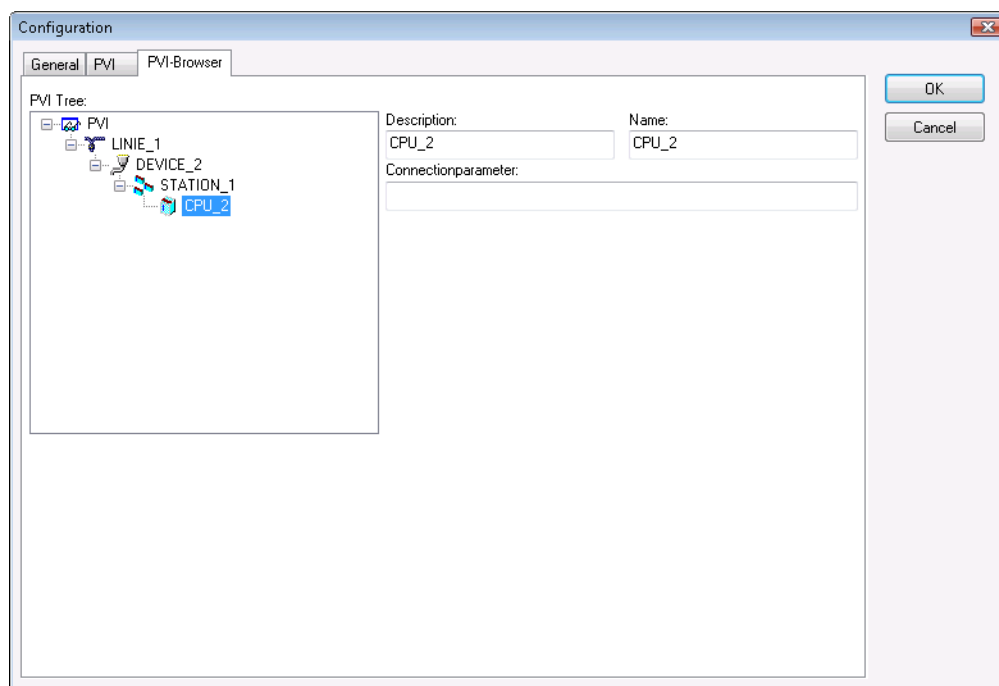 Configuration
General PVI PVI-Browser
OK
Cancel
PVI Tree:
PVI
LINIE_1
DEVICE_2
STATION_1
CPU_2
Description: Name:
CPU_2 CPU_2
Connectionparameter: